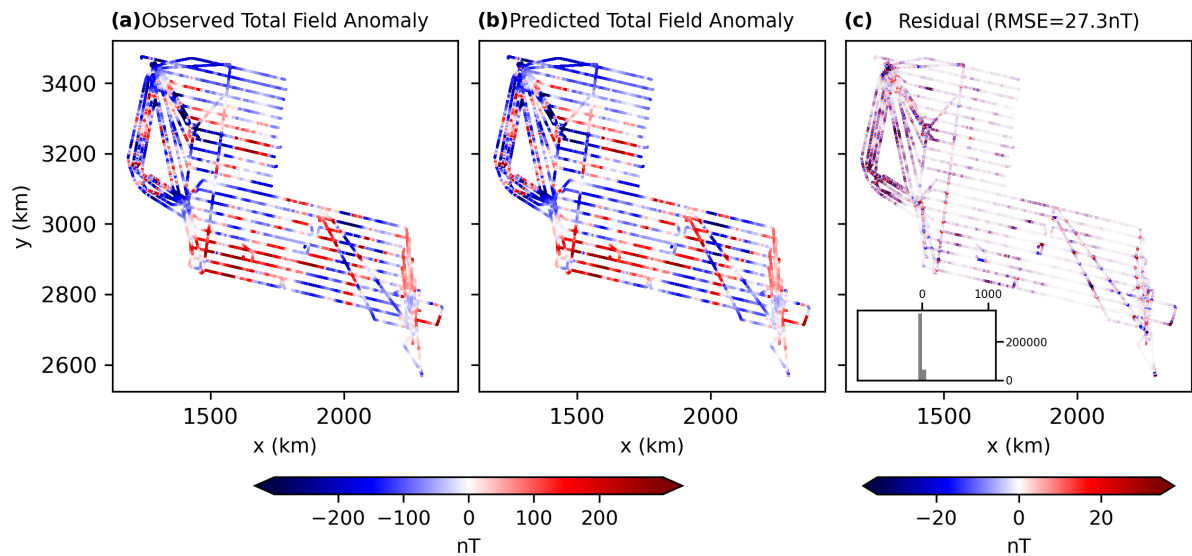 (a) Observed Total Field Anomaly
(b) Predicted Total Field Anomaly
(c) Residual (RMSE=27.3nT)
y (km)
3400
3200
3000
2800
2600
0 1000
200000
0
1500 2000
1500 2000
1500 2000
x (km)
x (km)
x (km)
−200 −100 0 100 200
nT
−20 0 20
nT